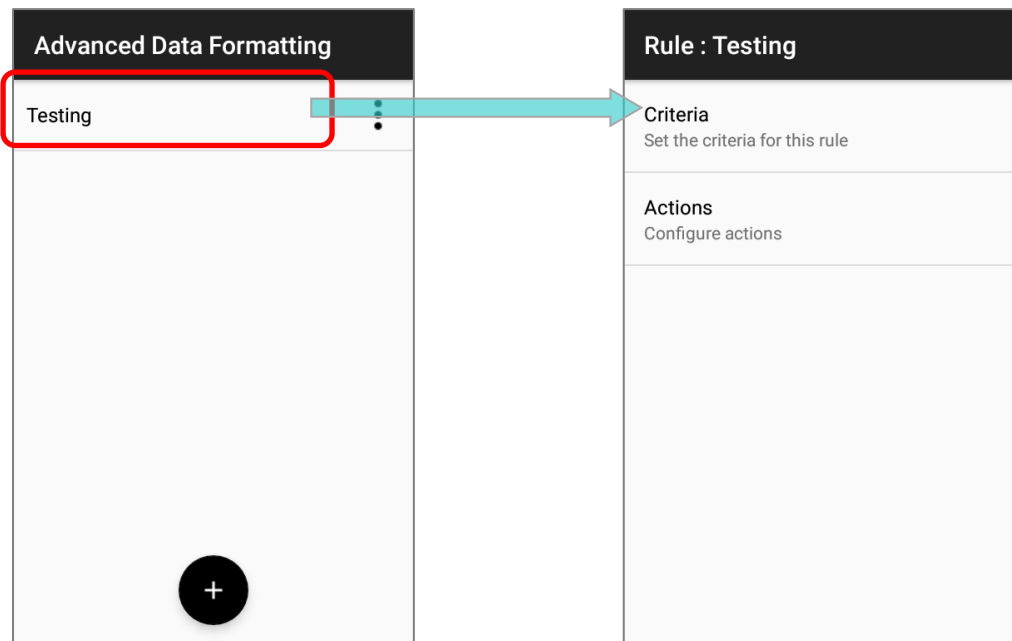 Advanced Data Formatting
Testing
+
Rule : Testing
Criteria
Set the criteria for this rule
Actions
Configure actions